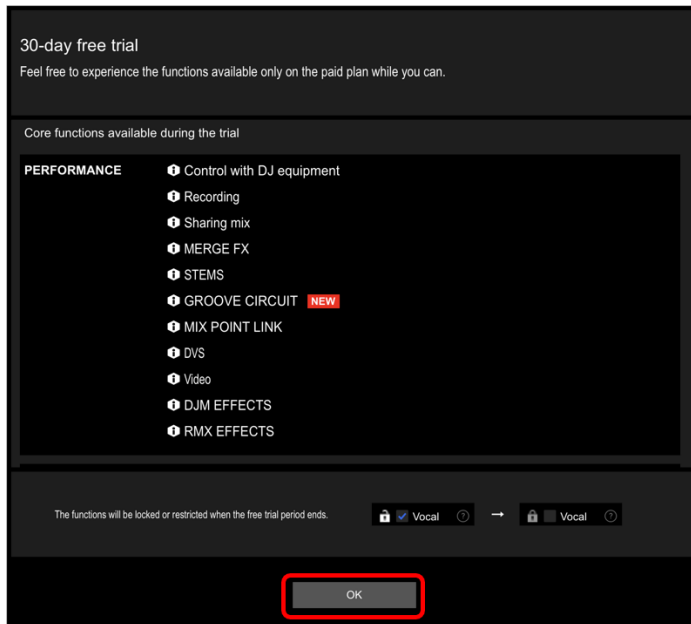 30-day free trial
Feel free to experience the functions available only on the paid plan while you can.
Core functions available during the trial
PERFORMANCE
Control with DJ equipment
Recording
Sharing mix
MERGE FX
STEMS
GROOVE CIRCUIT NEW
MIX POINT LINK
DVS
Video
DJM EFFECTS
RMX EFFECTS
The functions will be locked or restricted when the free trial period ends. Vocal ? → Vocal ?
OK